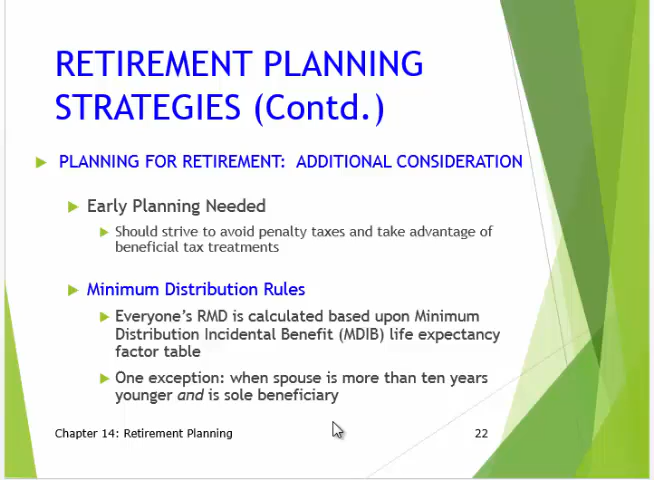 RETIREMENT PLANNING
STRATEGIES (Contd.)
PLANNING FOR RETIREMENT: ADDITIONAL CONSIDERATION
Early Planning Needed
Should strive to avoid penalty taxes and take advantage of
beneficial tax treatments
Minimum Distribution Rules
Everyone's RMD is calculated based upon Minimum
Distribution Incidental Benefit (MDIB) life expectancy
factor table
One exception: when spouse is more than ten years
younger and is sole beneficiary
Chapter 14: Retirement Planning
22